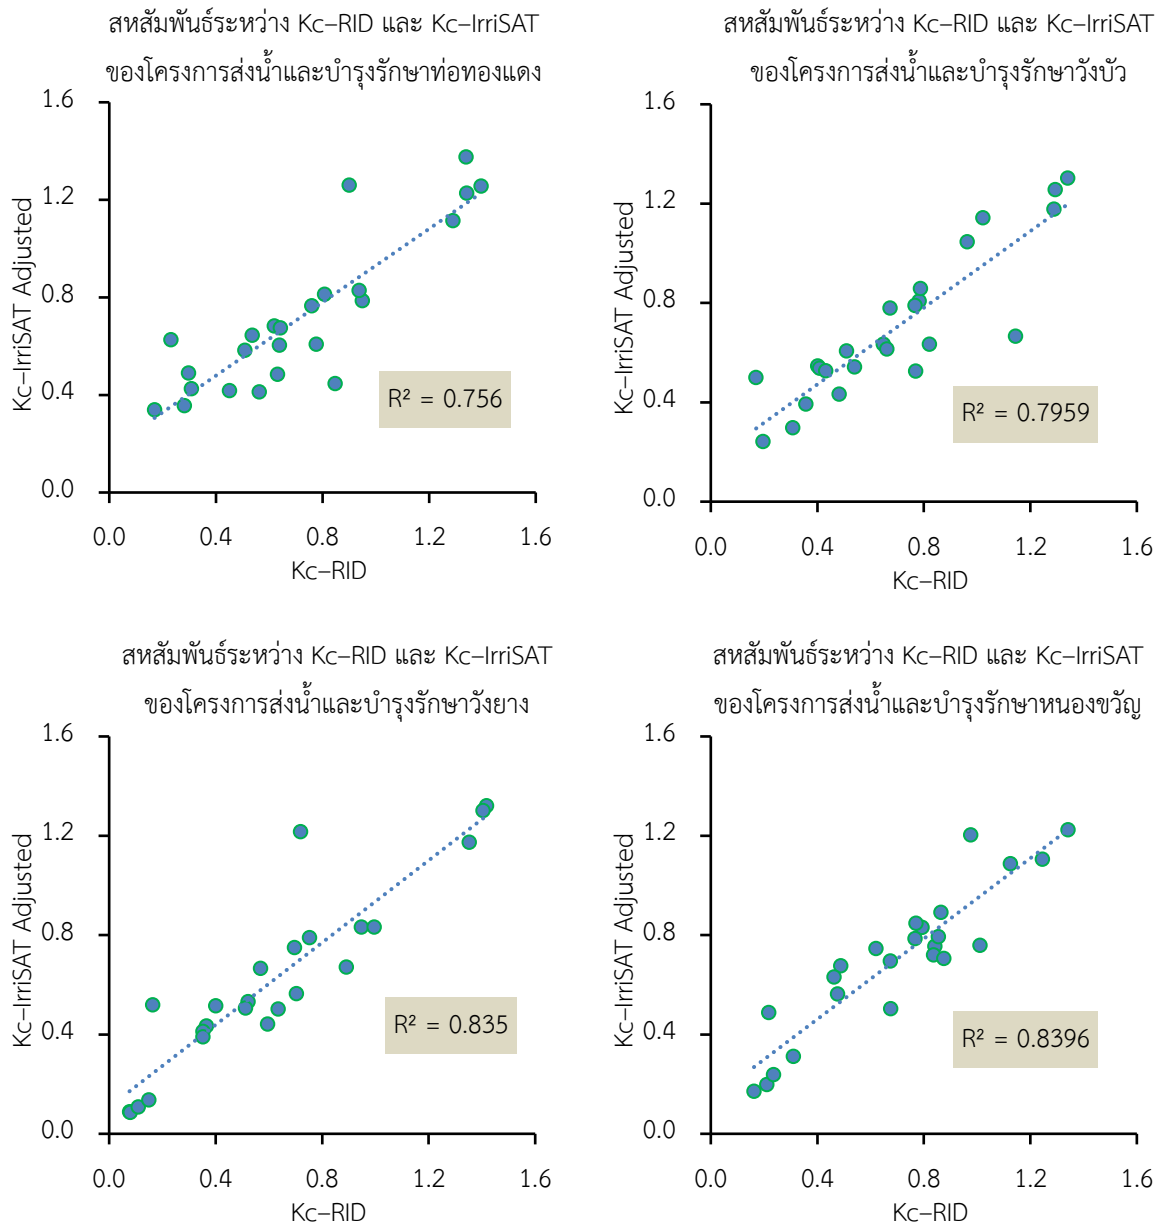 สหสัมพันธ์ระหว่าง Kc–RID และ Kc–IrriSAT
ของโครงการส่งน้ำและบำรุงรักษาท่อทองแดง
1.6
1.2
0.8
0.4
0.0
Kc–IrriSAT Adjusted
R² = 0.756
0.0 0.4 0.8 1.2 1.6
Kc–RID
สหสัมพันธ์ระหว่าง Kc–RID และ Kc–IrriSAT
ของโครงการส่งน้ำและบำรุงรักษาวังบัว
1.6
1.2
0.8
0.4
0.0
Kc–IrriSAT Adjusted
R² = 0.7959
0.0 0.4 0.8 1.2 1.6
Kc–RID
สหสัมพันธ์ระหว่าง Kc–RID และ Kc–IrriSAT
ของโครงการส่งน้ำและบำรุงรักษาวังยาง
1.6
1.2
0.8
0.4
0.0
Kc–IrriSAT Adjusted
R² = 0.835
0.0 0.4 0.8 1.2 1.6
Kc–RID
สหสัมพันธ์ระหว่าง Kc–RID และ Kc–IrriSAT
ของโครงการส่งน้ำและบำรุงรักษาหนองขวัญ
1.6
1.2
0.8
0.4
0.0
Kc–IrriSAT Adjusted
R² = 0.8396
0.0 0.4 0.8 1.2 1.6
Kc–RID